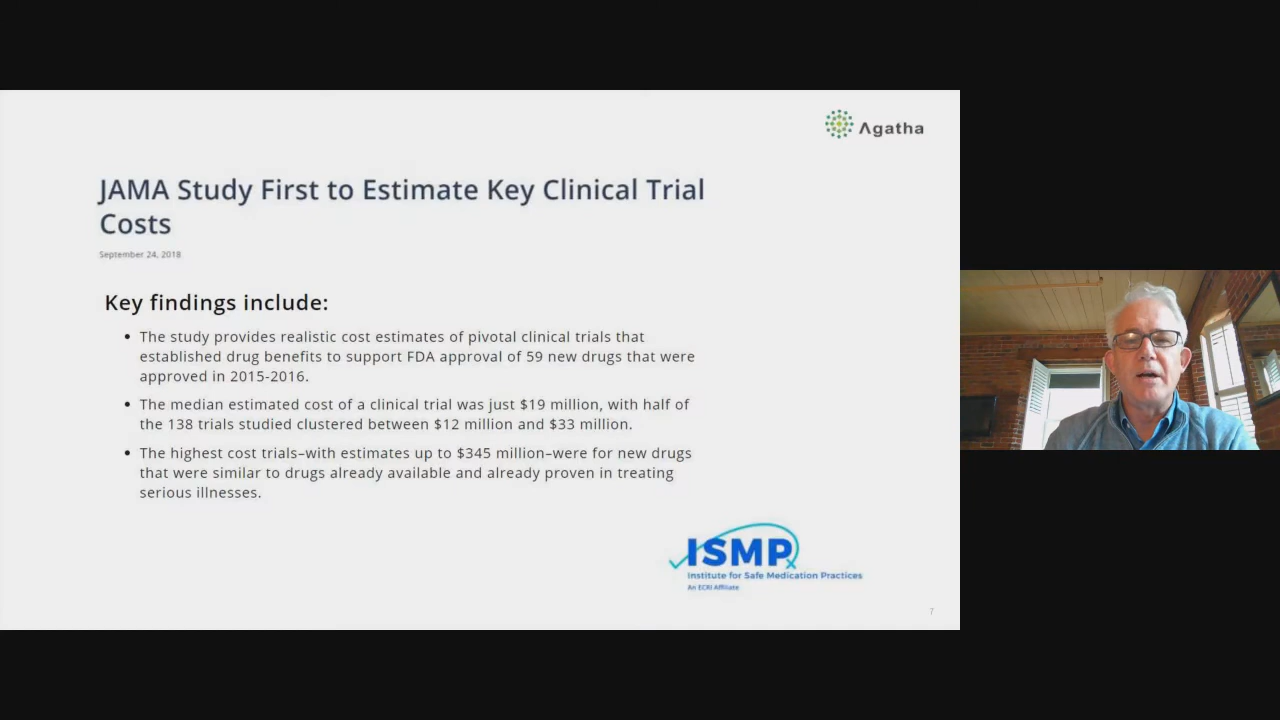 Agatha
JAMA Study First to Estimate Key Clinical Trial
Costs
September 24, 2018
Key findings include:
• The study provides realistic cost estimates of pivotal clinical trials that
established drug benefits to support FDA approval of 59 new drugs that were
approved in 2015-2016.
• The median estimated cost of a clinical trial was just $19 million, with half of
the 138 trials studied clustered between $12 million and $33 million.
• The highest cost trials–with estimates up to $345 million–were for new drugs
that were similar to drugs already available and already proven in treating
serious illnesses.
ISMP
Institute for Safe Medication Practices
An ECRI Affiliate
7